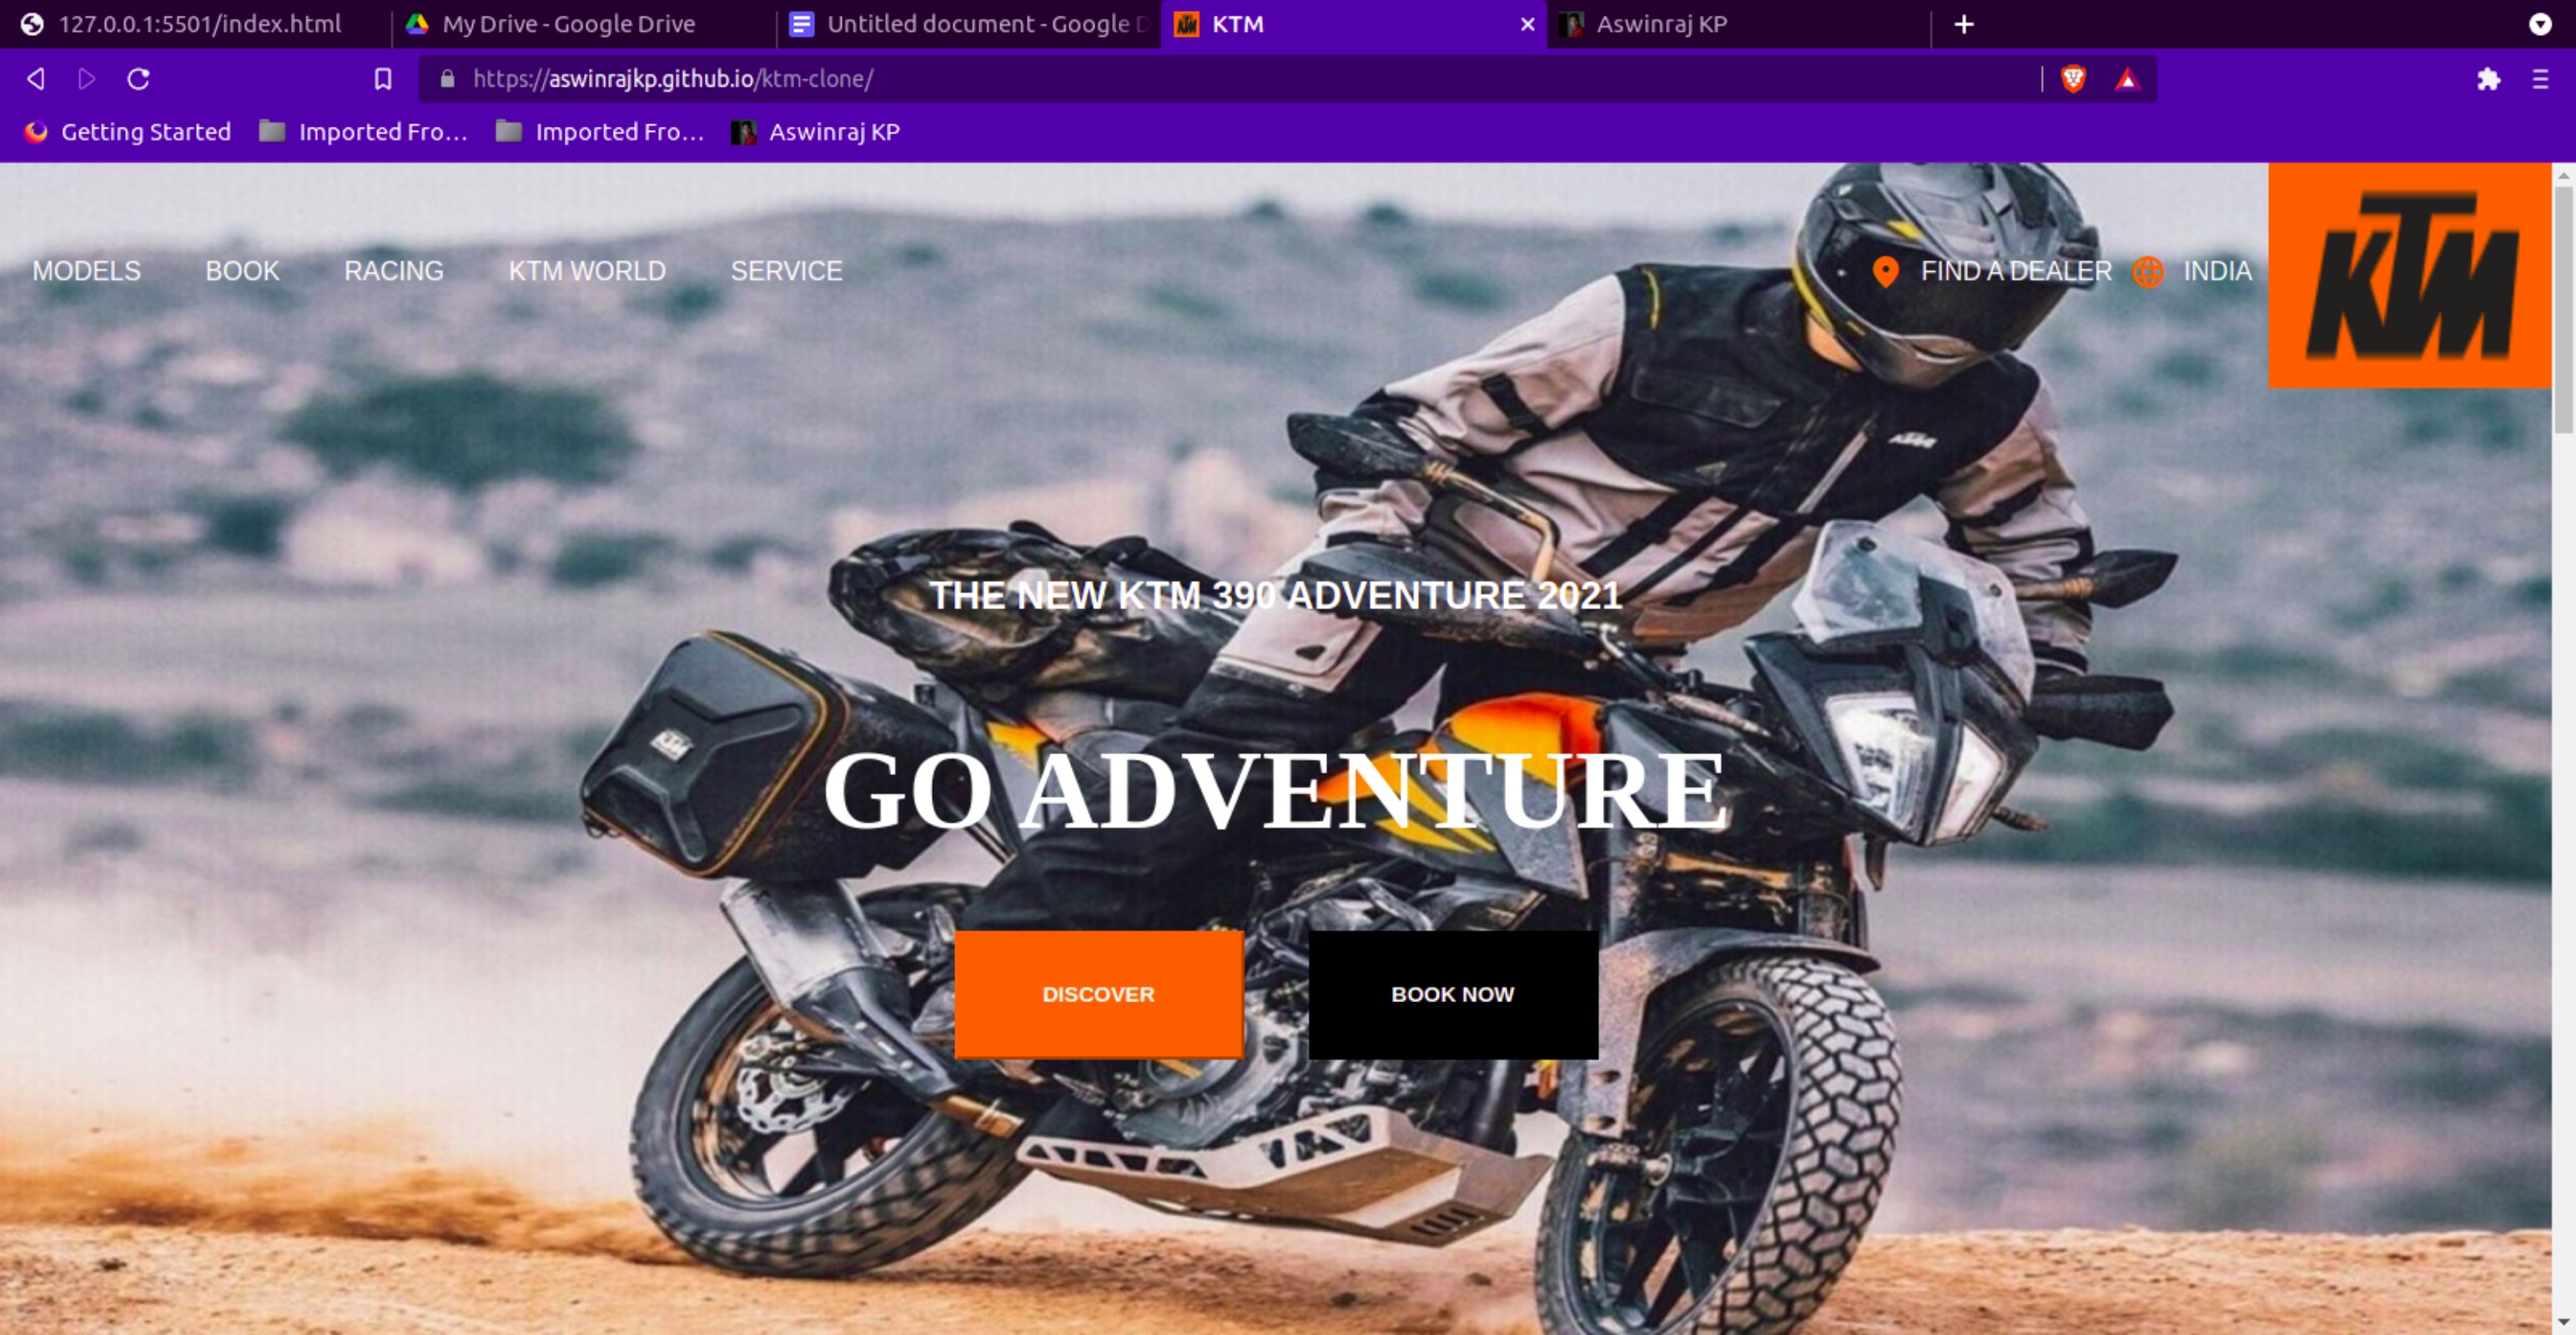 127.0.0.1:5501/index.html
My Drive - Google Drive
Untitled document - Google D
KTM
Aswinraj KP
https://aswinrajkp.github.io/ktm-clone/
Getting Started
Imported Fro…
Imported Fro…
Aswinraj KP
MODELS BOOK RACING KTM WORLD SERVICE
FIND A DEALER INDIA
KTM
KTM
THE NEW KTM 390 ADVENTURE 2021
KTM
GO ADVENTURE
DISCOVER
BOOK NOW